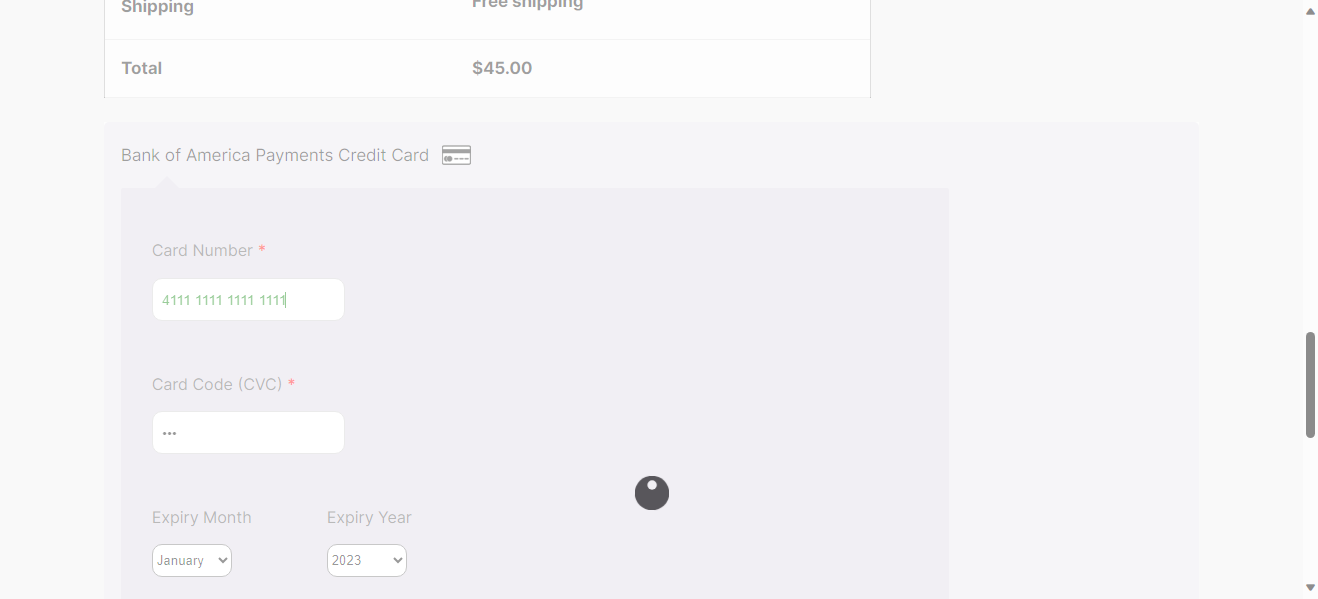 Shipping Free shipping
Total $45.00
Bank of America Payments Credit Card
Card Number *
4111 1111 1111 1111
Card Code (CVC) *
•••
Expiry Month Expiry Year
January 2023